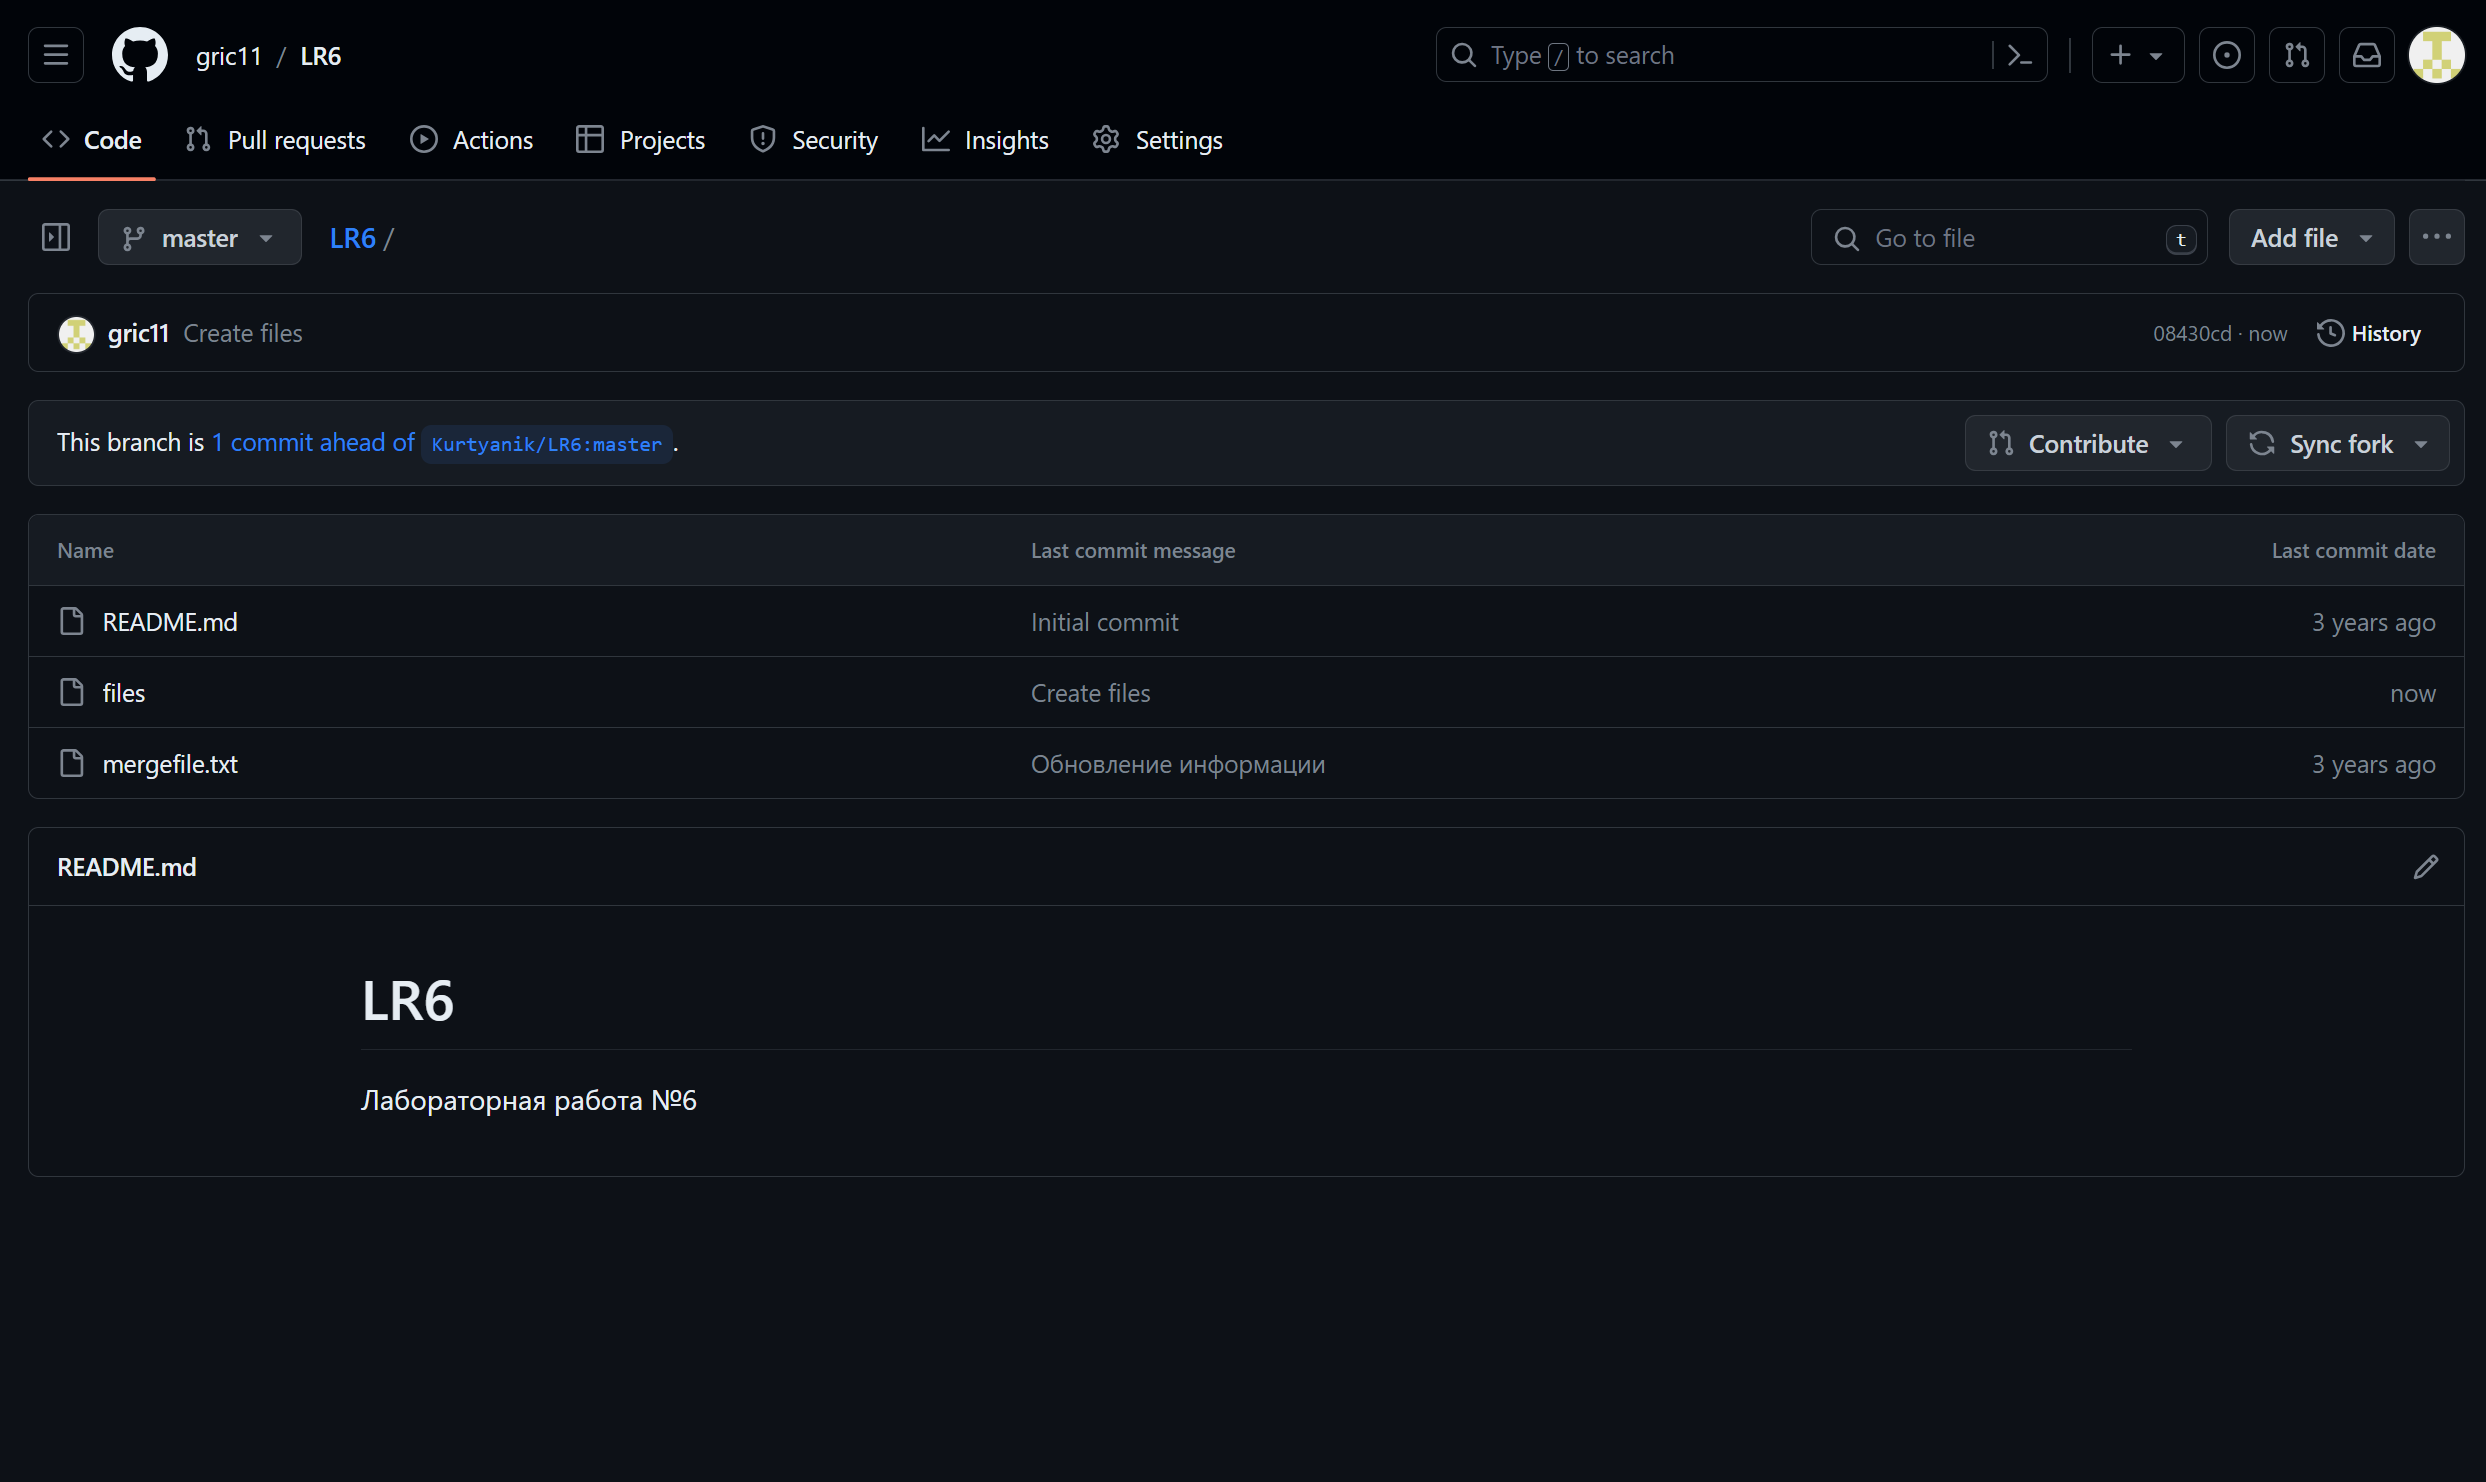 gric11 / LR6
Type / to search
Code Pull requests Actions Projects Security Insights Settings
master LR6 / Go to file t Add file
gric11 Create files 08430cd · now History
This branch is 1 commit ahead of Kurtyanik/LR6:master . Contribute Sync fork
Name Last commit message Last commit date
README.md Initial commit 3 years ago
files Create files now
mergefile.txt Обновление информации 3 years ago
README.md
LR6
Лабораторная работа №6